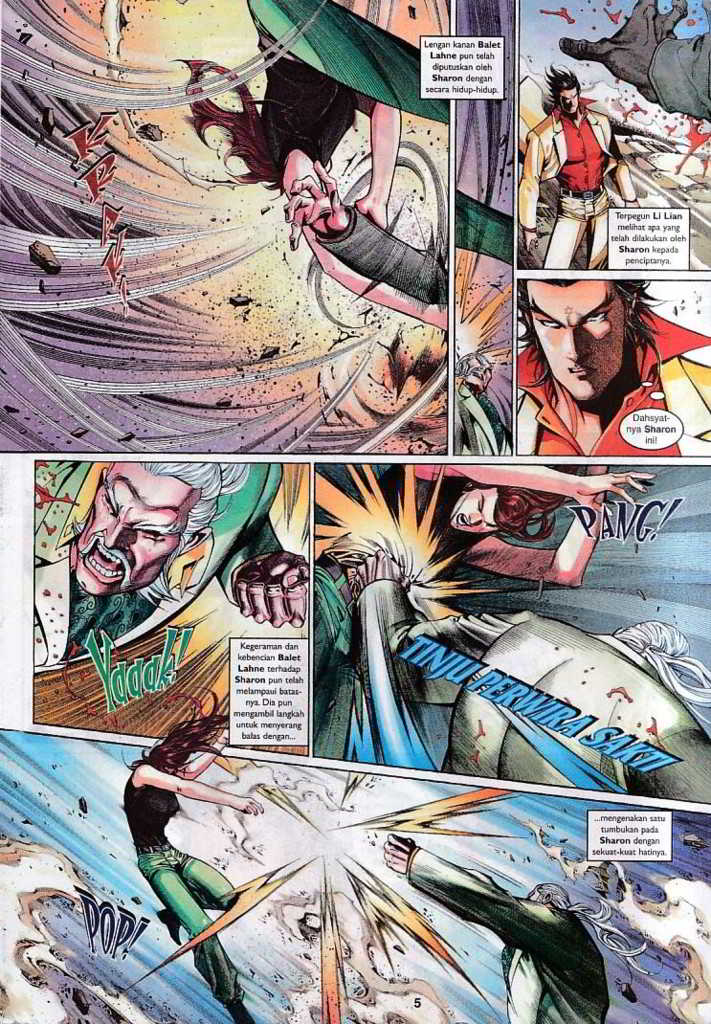 Lengan kanan Balet
Lahne pun telah
diputuskan oleh
Sharon dengan
secara hidup-hidup.
KRRPP
Terpegun Li Lian
melihat apa yang
telah dilakukan oleh
Sharon kepada
penciptanya.
Dahsyat-
nya Sharon
ini!
Yaaak!
Kegeraman dan
kebencian Balet
Lahne terhadap
Sharon pun telah
melampaui batas-
nya. Dia pun
mengambil langkah
untuk menyerang
balas dengan...
PANG!
TINJU PERWIRA SAKTI
...mengenakan satu
tumbukan pada
Sharon dengan
sekuat-kuat hatinya.
POP!
5